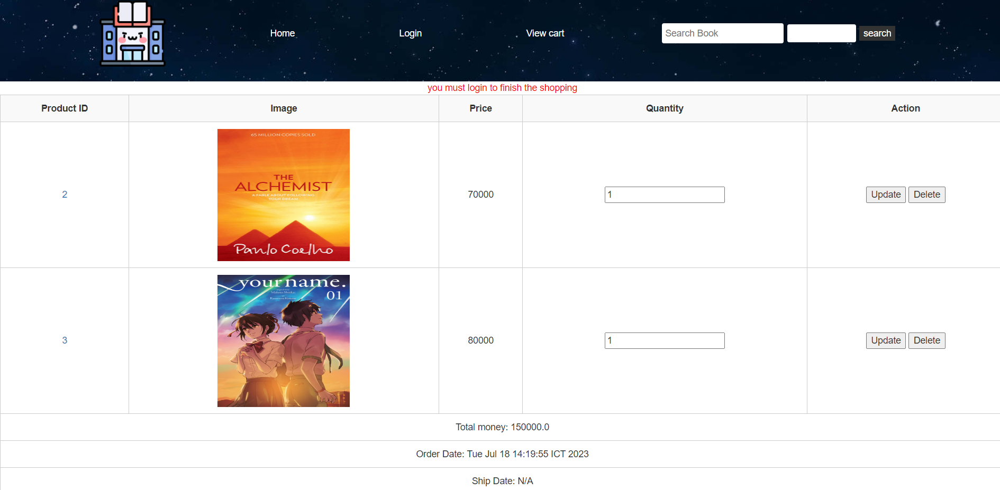 Home Login View cart Search Book search
you must login to finish the shopping
Product ID Image Price Quantity Action
65 MILLION COPIES SOLD
THE
ALCHEMIST
A FABLE ABOUT FOLLOWING
YOUR DREAM
Paulo Coelho
2 70000 1 Update Delete
your name.
01
Makoto Shinkai
3 80000 1 Update Delete
Total money: 150000.0
Order Date: Tue Jul 18 14:19:55 ICT 2023
Ship Date: N/A